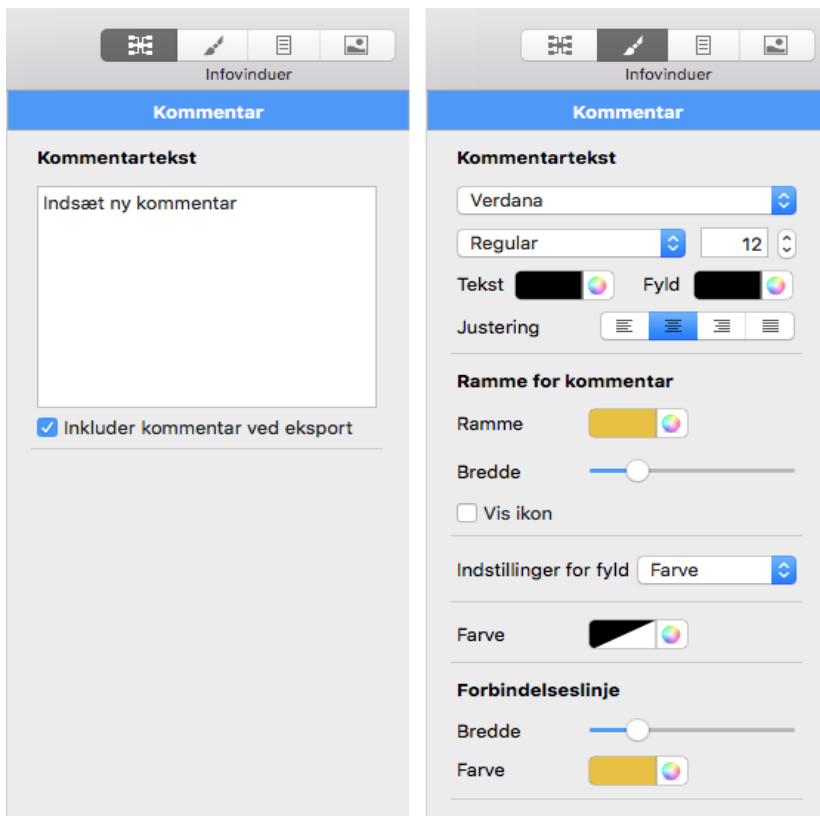 Infovinduer
Kommentar
Kommentartekst
Indsæt ny kommentar
Inkluder kommentar ved eksport
Infovinduer
Kommentar
Kommentartekst
Verdana
Regular 12
Tekst Fyld
Justering
Ramme for kommentar
Ramme
Bredde
Vis ikon
Indstillinger for fyld Farve
Farve
Forbindelseslinje
Bredde
Farve